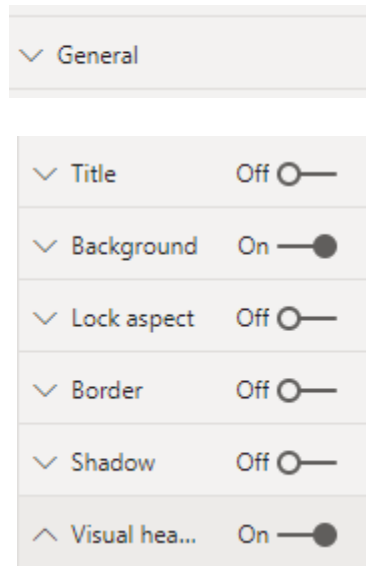 General
Title Off
Background On
Lock aspect Off
Border Off
Shadow Off
Visual hea... On